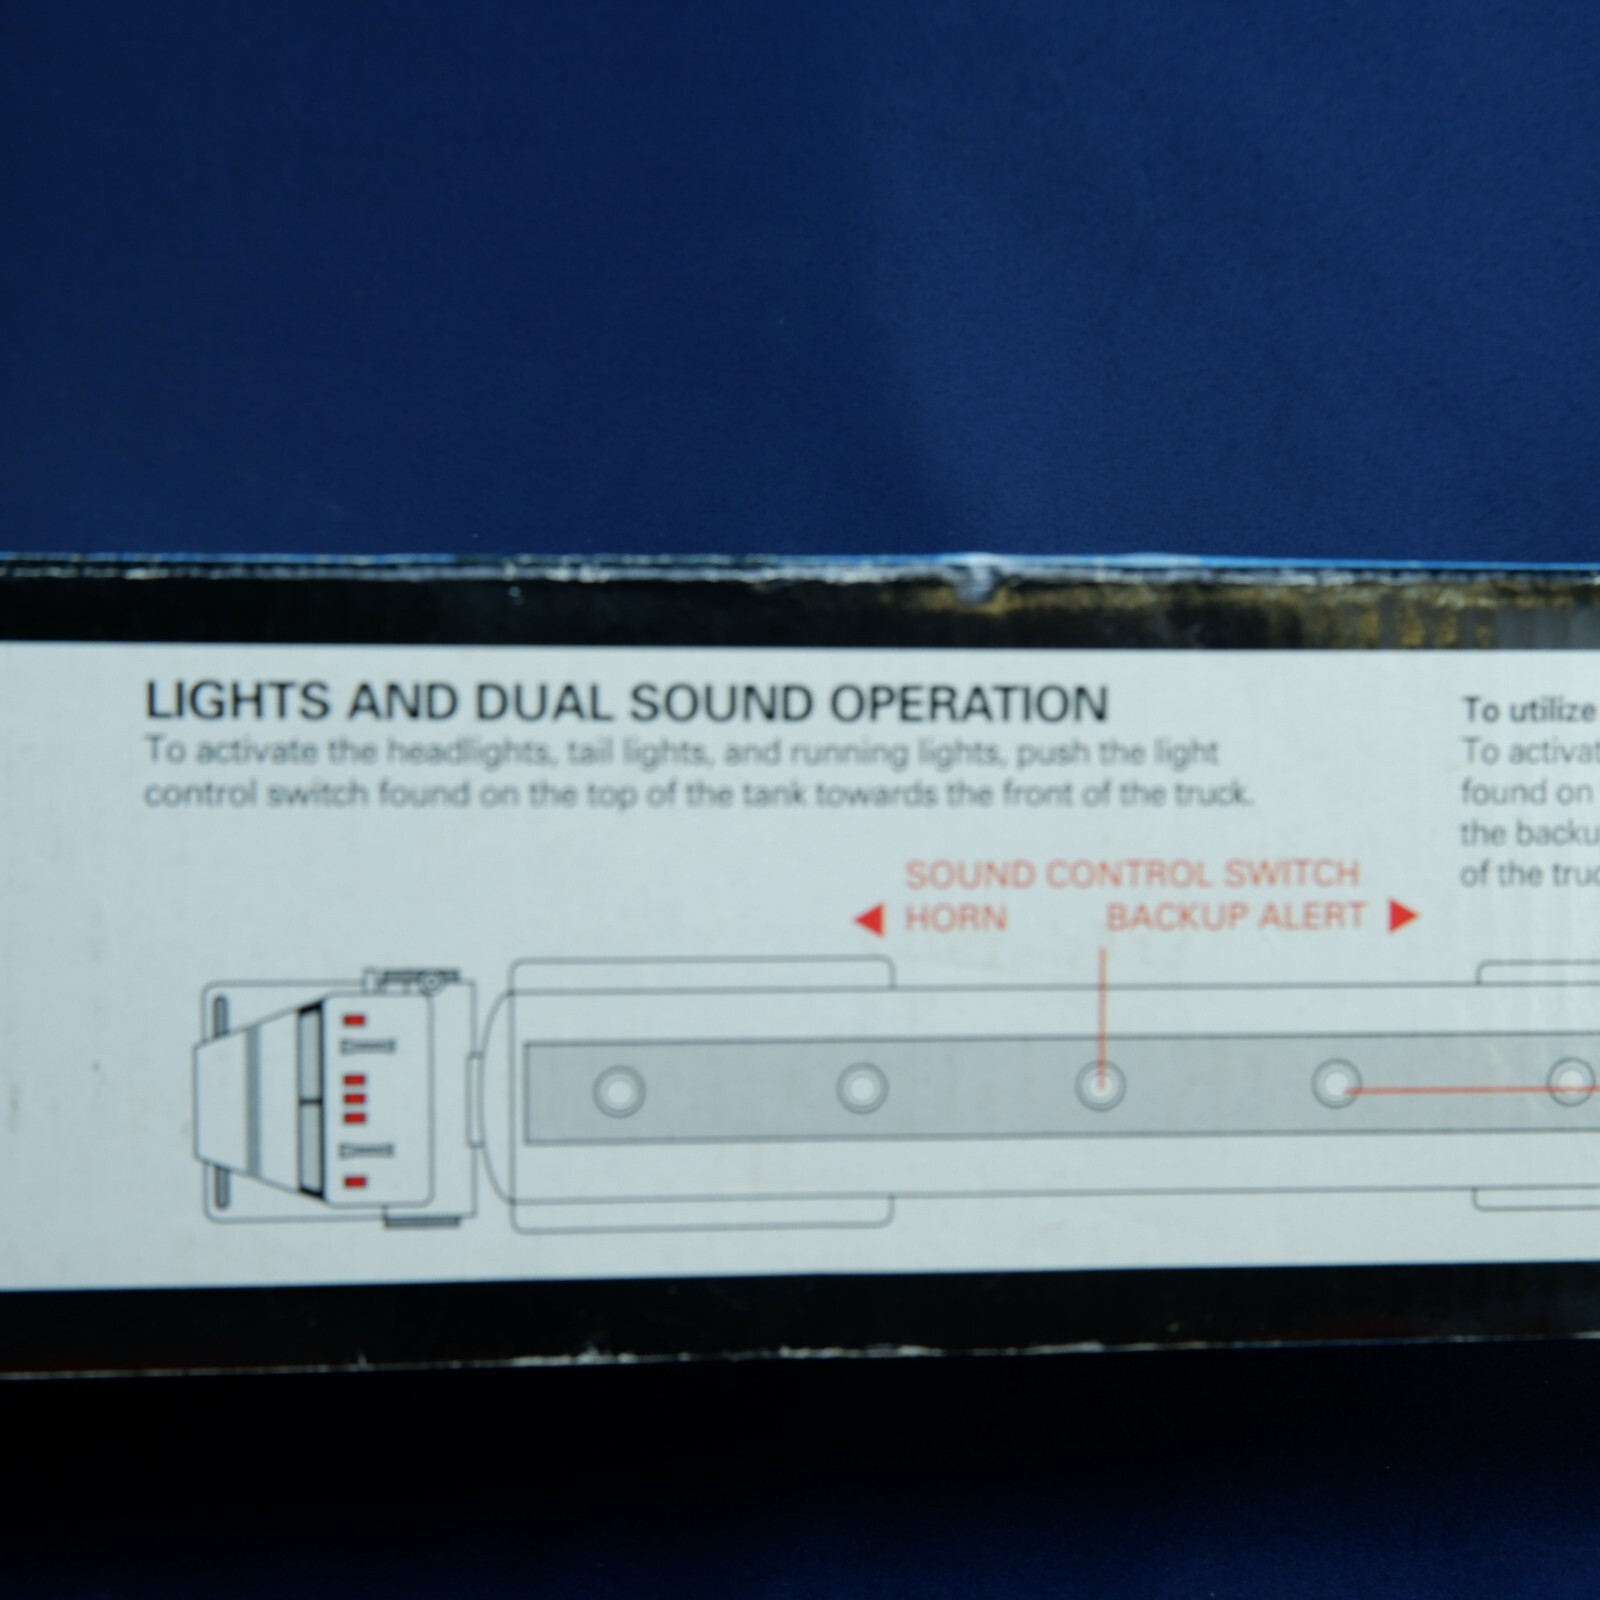 LIGHTS AND DUAL SOUND OPERATION
To activate the headlights, tail lights, and running lights, push the light
control switch found on the top of the tank towards the front of the truck.
SOUND CONTROL SWITCH
HORN BACKUP ALERT
To utilize
To activat
found on
the backu
of the truc